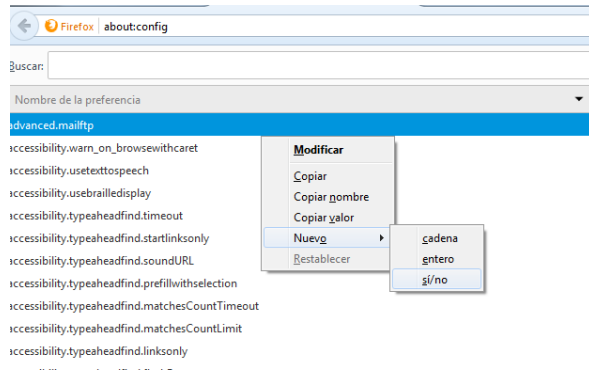 Firefox about:config
Buscar:
Nombre de la preferencia
advanced.mailftp
accessibility.warn_on_browsewithcaret
accessibility.usetexttospeech
accessibility.usebrailledisplay
accessibility.typeaheadfind.timeout
accessibility.typeaheadfind.startlinksonly
accessibility.typeaheadfind.soundURL
accessibility.typeaheadfind.prefillwithselection
accessibility.typeaheadfind.matchesCountTimeout
accessibility.typeaheadfind.matchesCountLimit
accessibility.typeaheadfind.linksonly
Modificar
Copiar
Copiar nombre
Copiar valor
Nuevo
Restablecer
cadena
entero
sí/no